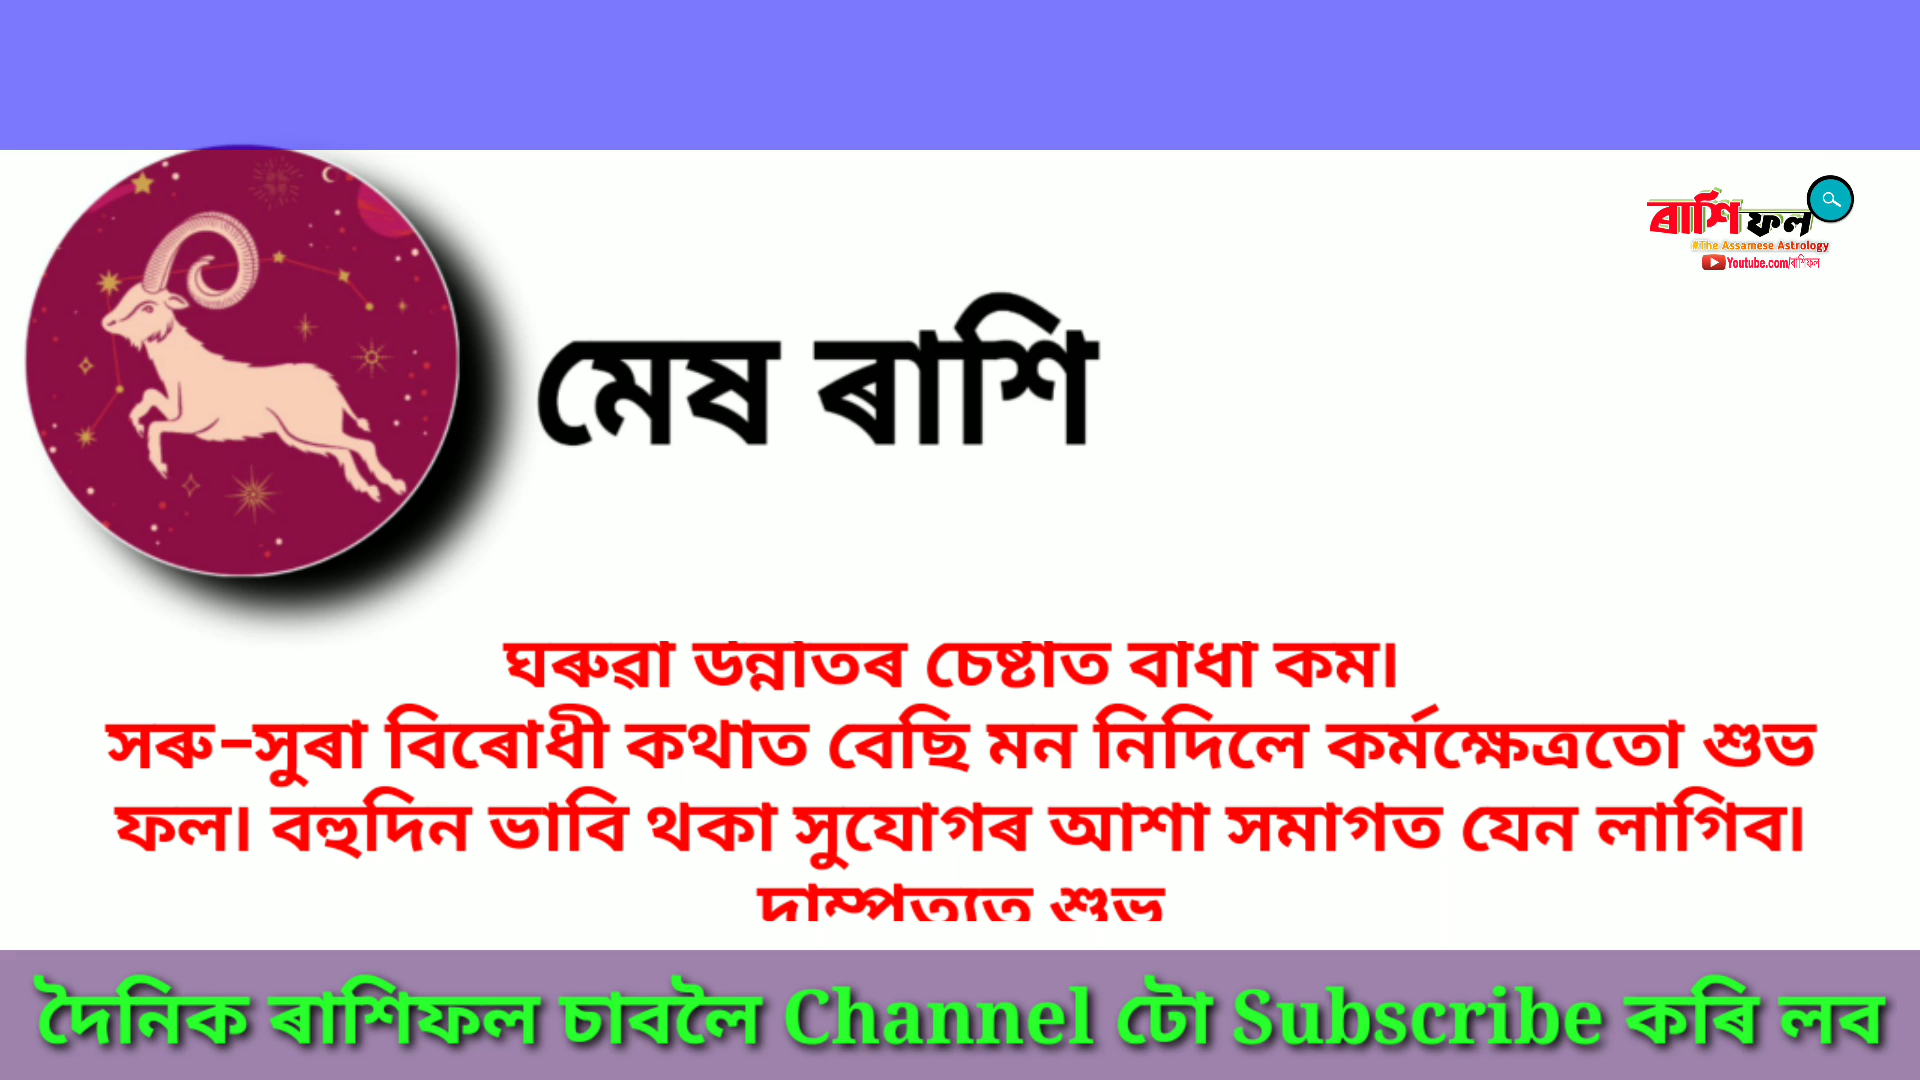 ৰাশিফল
#The Assamese Astrology
Youtube.com/ৰাশিফল
মেষ ৰাশি
ঘৰুৱা উন্নতিৰ চেষ্টাত বাধা কম।
সৰু-সুৰা বিৰোধী কথাত বেছি মন নিদিলে কৰ্মক্ষেত্ৰতো শুভ
ফল। বহুদিন ভাবি থকা সুযোগৰ আশা সমাগত যেন লাগিব।
দাম্পত্যত শুভ
দৈনিক ৰাশিফল চাবলৈ Channel টো Subscribe কৰি লব